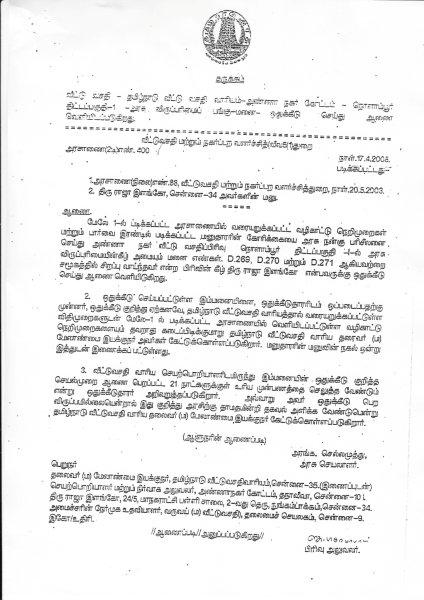 சுருக்கம்
வீட்டு வசதி - தமிழ்நாடு வீட்டு வசதி வாரியம்-அண்ணா நகர் கோட்டம் - நொளம்பூர்
திட்டப்பகுதி-1 -அரசு விருப்புரிமைப் பங்கு-மனை- ஒதுக்கீடு செய்து ஆணை
வெளியிடப்படுகிறது.
வீட்டுவசதி மற்றும் நகர்ப்புற வளர்ச்சித்(வீவ5(1)துறை
அரசாணை(2டி)எண். 400
நாள்.17.4.2008.
படிக்கப்பட்டது:-
1.அரசாணை(நிலை)எண்.88, வீட்டுவசதி மற்றும் நகர்ப்புற வளர்ச்சித்துறை, நாள்.20.5.2003.
2. திரு ராஜா இளங்கோ, சென்னை-34 அவர்களின் மனு.
=====
ஆணை.
மேலே 1-ல் படிக்கப்பட்ட அரசாணையில் வரையறுக்கப்பட்ட வழிகாட்டு நெறிமுறைகள்
மற்றும் பார்வை இரண்டில் படிக்கப்பட்ட மனுதாரரின் கோரிக்கையை அரசு நன்கு பரிசீலனை
செய்து அண்ணா நகர் வீட்டு வசதிப்பிரிவு நொளம்பூர் திட்டப்பகுதி -I-ல் அரசு
விருப்புரிமையின்கீழ் அமையும் மனை எண்கள். D.269, D.270 மற்றும் D.271 ஆகியவற்றை
சமூகத்தில் சிறப்பு வாய்ந்தவர் என்ற பிரிவின் கீழ் திரு ராஜா இளங்கோ என்பவருக்கு ஒதுக்கீடு
செய்து ஆணை வெளியிடுகிறது.
2. ஒதுக்கீடு செய்யப்பட்டுள்ள இம்மனையினை, ஒதுக்கீடுதாரரிடம் ஒப்படைப்பதற்கு
முன்னர், ஒதுக்கீடு குறித்து ஏற்கனவே, தமிழ்நாடு வீட்டுவசதி வாரியத்தால் வரையறுக்கப்பட்டுள்ள
விதிமுறைகளுடன் மேலே-1ல் படிக்கப்பட்ட அரசாணையில் வெளியிடப்பட்டுள்ள வழிகாட்டு
நெறிமுறைகளையும் தவறாது கடைப்பிடிக்குமாறு தமிழ்நாடு வீட்டுவசதி வாரிய தலைவர் (ம)
மேலாண்மை இயக்குநர் அவர்கள் கேட்டுக்கொள்ளப்படுகிறார். மனுதாரரின் மனுவின் நகல் ஒன்று
இத்துடன் இணைக்கப் பட்டுள்ளது.
3. வீட்டுவசதி வாரிய செயற்பொறியாளரிடமிருந்து இம்மனையின் ஒதுக்கீடு குறித்த
செயல்முறை ஆணை பெறப்பட்ட 21 நாட்களுக்குள் உரிய முன்பணத்தை செலுத்த வேண்டும்
என்று ஒதுக்கீடுதாரர் அறிவுறுத்தப்படுகிறார். அவ்வாறு அவர் ஒதுக்கீடு பெற
விருப்பமில்லையென்றால் இது குறித்து அரசிற்கு தாமதமின்றி தகவல் அளிக்க வேண்டுமென்று
தமிழ்நாடு வீட்டுவசதி வாரிய தலைவர் (ம) மேலாண்மை இயக்குநர் கேட்டுக்கொள்ளப்படுகிறார்.
(ஆளுநரின் ஆணைப்படி)
அரங்க. செல்லமுத்து,
அரசு செயலாளர்.
பெறுநர்
தலைவர் (ம) மேலாண்மை இயக்குநர், தமிழ்நாடு வீட்டுவசதிவாரியம்,சென்னை-35.(இணைப்புடன்)
செயற்பொறியாளர் மற்றும் நிர்வாக அலுவலர், அண்ணாநகர் கோட்டம், தநாவீவா, சென்னை-101.
திரு ராஜா இளங்கோ, 24/5, மாநகராட்சி பள்ளி சாலை, 2-வது தெரு, நுங்கம்பாக்கம்,சென்னை-34.
அமைச்சரின் நேர்முக உதவியாளர், வருவாய் (ம) வீட்டுவசதி), தலைமைச் செயலகம், சென்னை-9.
இகோ/உதிரி.
//ஆணைப்படி//அனுப்பப்படுகிறது//
பிரிவு அலுவலர்.